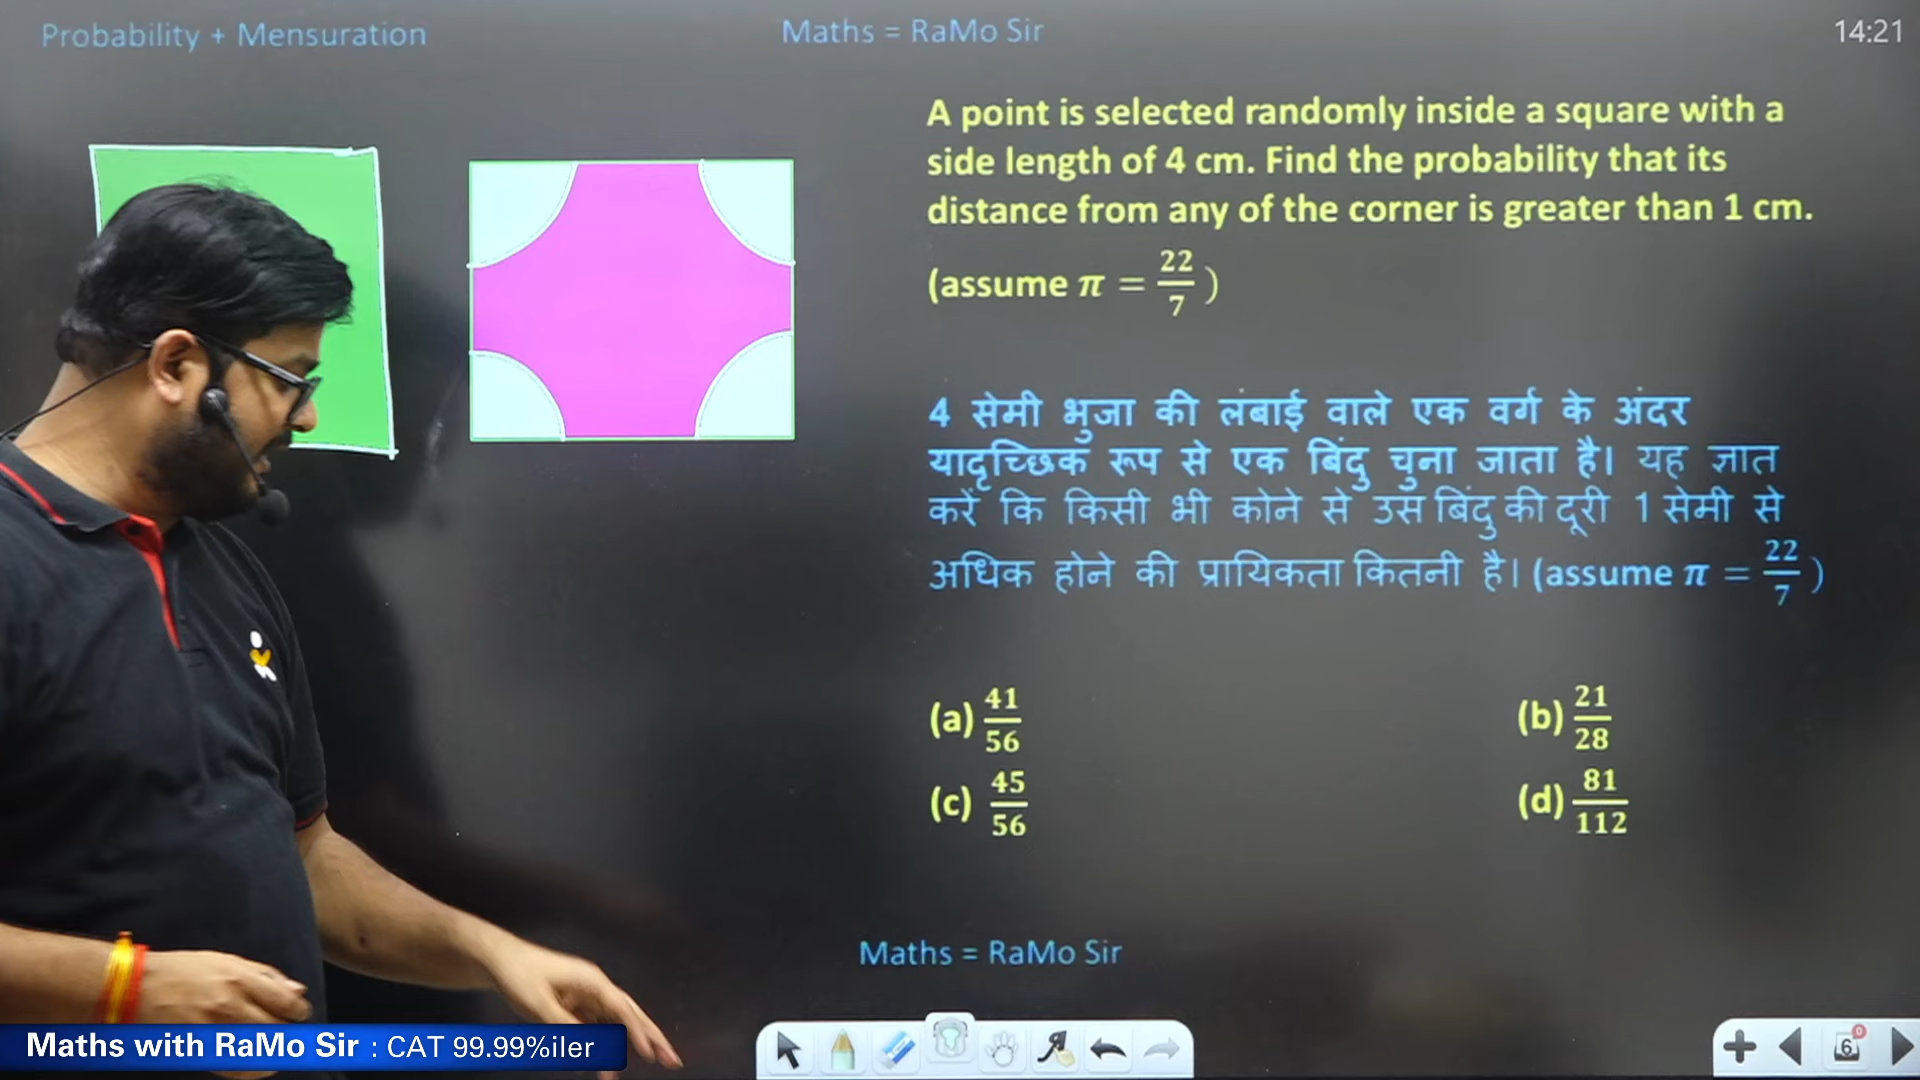 Probability + Mensuration
Maths = RaMo Sir
14:21
A point is selected randomly inside a square with a
side length of 4 cm. Find the probability that its
distance from any of the corner is greater than 1 cm.
(assume π = 22/7 )
4 सेमी भुजा की लंबाई वाले एक वर्ग के अंदर
यादृच्छिक रूप से एक बिंदु चुना जाता है। यह ज्ञात
करें कि किसी भी कोने से उस बिंदु की दूरी 1 सेमी से
अधिक होने की प्रायिकता कितनी है। (assume π = 22/7 )
(a) 41/56
(b) 21/28
(c) 45/56
(d) 81/112
Maths = RaMo Sir
Maths with RaMo Sir : CAT 99.99%iler
0
6